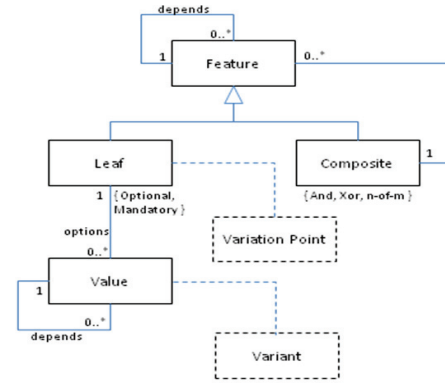 depends
0..*
1
Feature
0..*
Leaf
Composite
1
1
{Optional,
Mandatory}
{And, Xor, n-of-m}
options
Variation Point
0..*
Value
1
0..*
depends
Variant